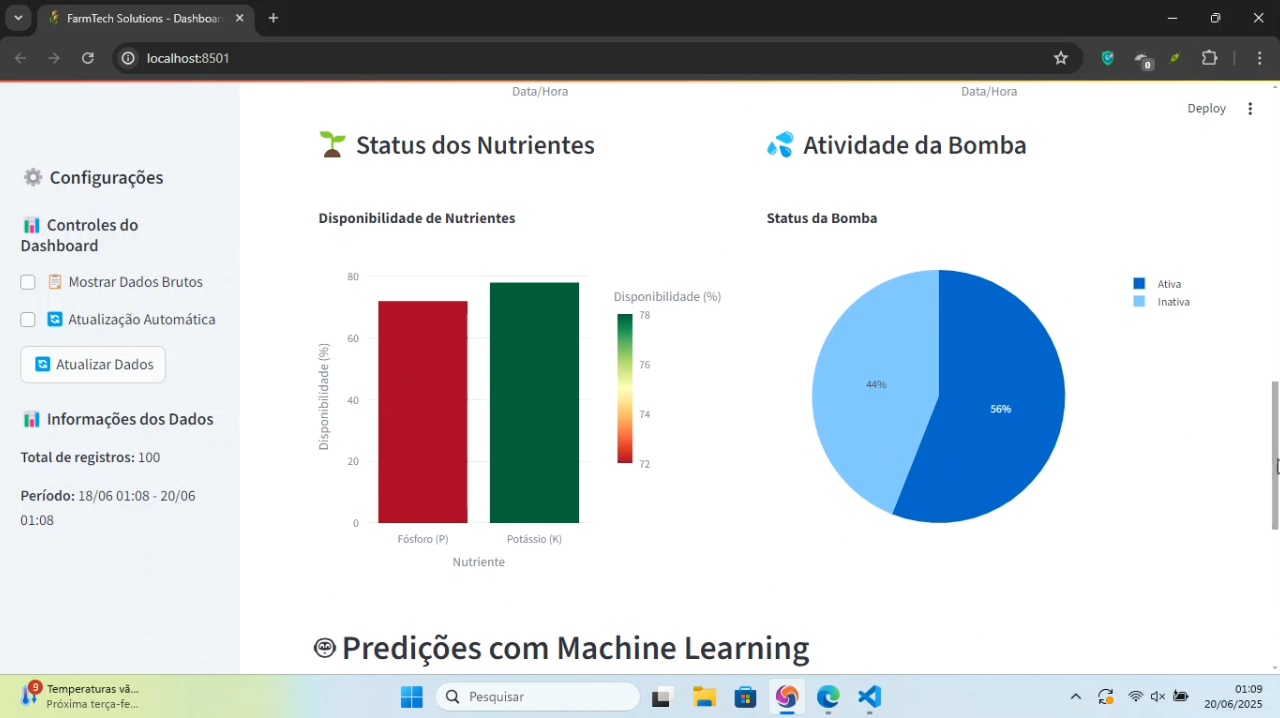 FarmTech Solutions - Dashboar
localhost:8501
0
Configurações
Controles do
Dashboard
Mostrar Dados Brutos
Atualização Automática
Atualizar Dados
Informações dos Dados
Total de registros: 100
Período: 18/06 01:08 - 20/06
01:08
Data/Hora
Data/Hora
Deploy
Status dos Nutrientes
Atividade da Bomba
Disponibilidade de Nutrientes
Disponibilidade (%)
80
60
40
20
0
Fósforo (P)
Potássio (K)
Nutriente
Disponibilidade (%)
78
76
74
72
Status da Bomba
44%
56%
Ativa
Inativa
Predições com Machine Learning
9
Temperaturas vã...
Próxima terça-fe...
Pesquisar
01:09
20/06/2025